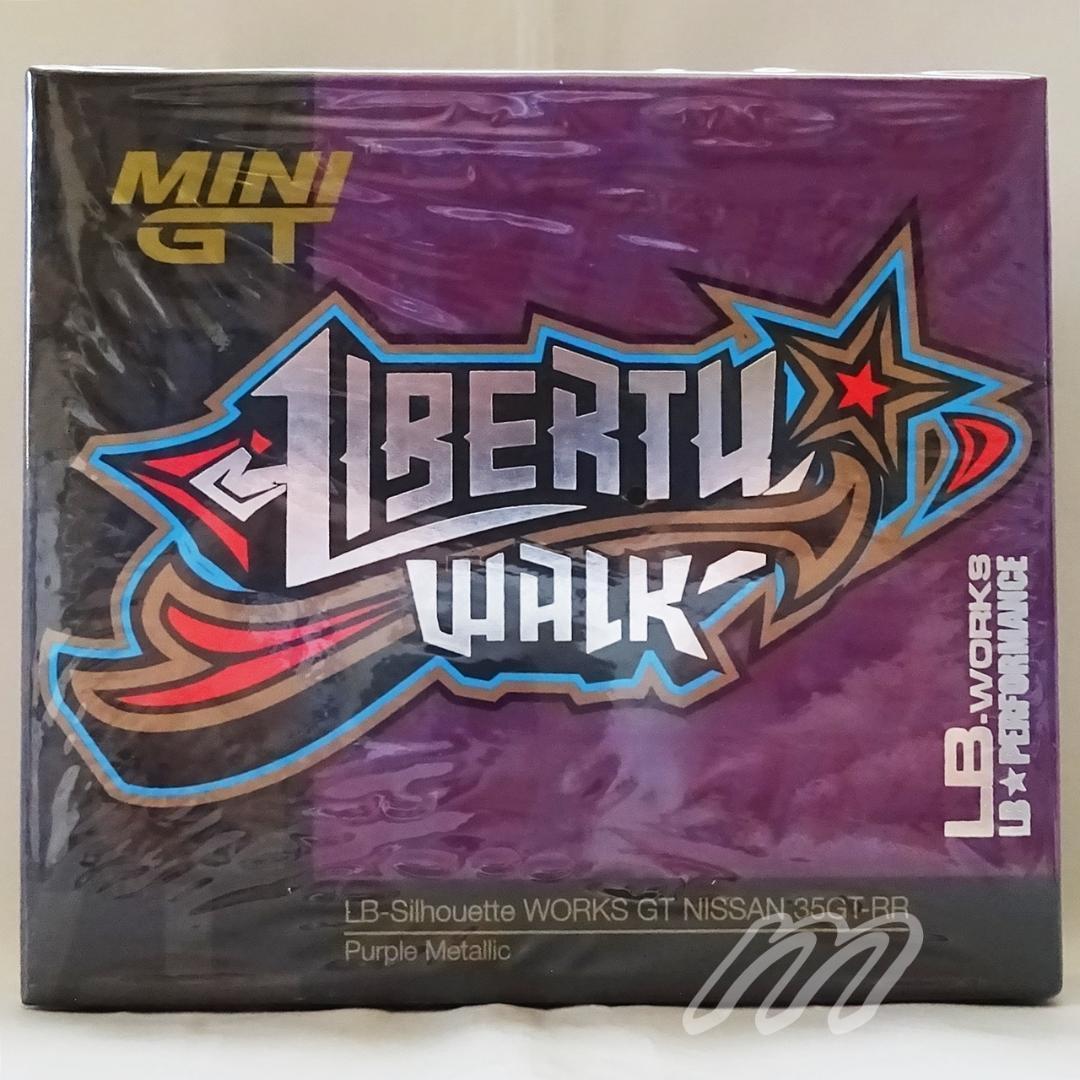 MINI
GT
LIBERTY
WALK
LB-WORKS
LB★PERFORMANCE
LB-Silhouette WORKS GT NISSAN 35GT-RR
Purple Metallic
m